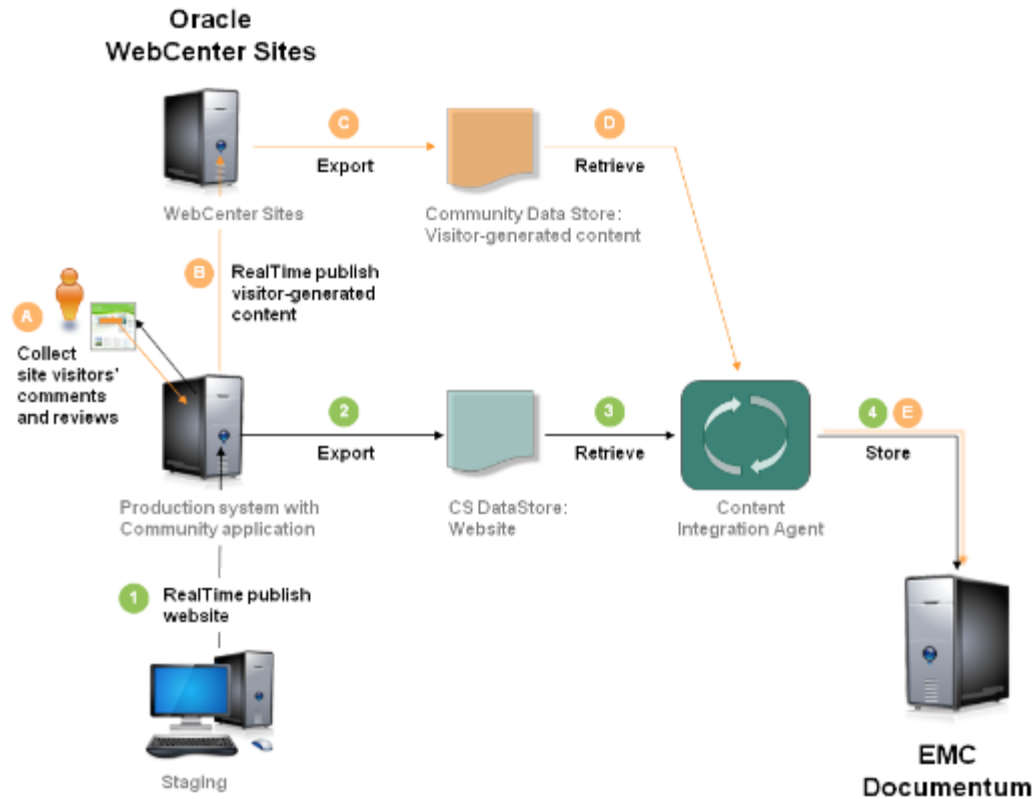 Oracle
WebCenter Sites
C
Export
D
Retrieve
WebCenter Sites
Community Data Store:
Visitor-generated content
B
RealTime publish
visitor-generated
content
A
Collect
site visitors'
comments
and reviews
2
Export
3
Retrieve
4
E
Store
Production system with
Community application
CS DataStore:
Website
Content
Integration Agent
1
RealTime publish
website
Staging
EMC
Documentum